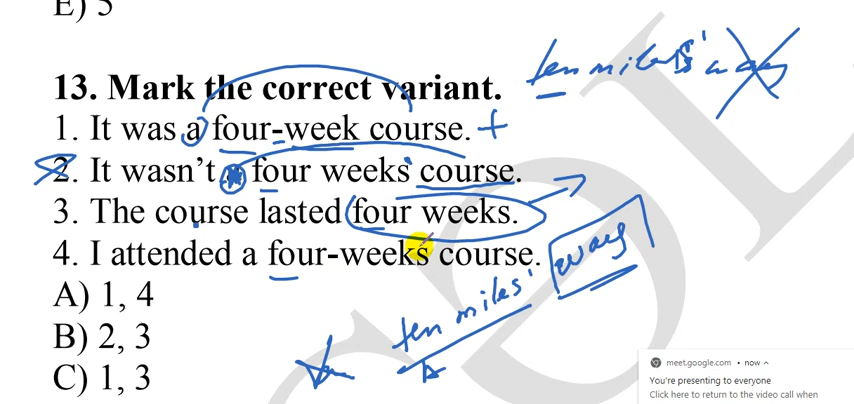 E) 5
13. Mark the correct variant.
ten miles' away
1. It was a four-week course. +
2. It wasn't four weeks' course.
3. The course lasted four weeks.
4. I attended a four-weeks course.
way
ten miles'
A) 1, 4
B) 2, 3
C) 1, 3
meet.google.com • now
You're presenting to everyone
Click here to return to the video call when